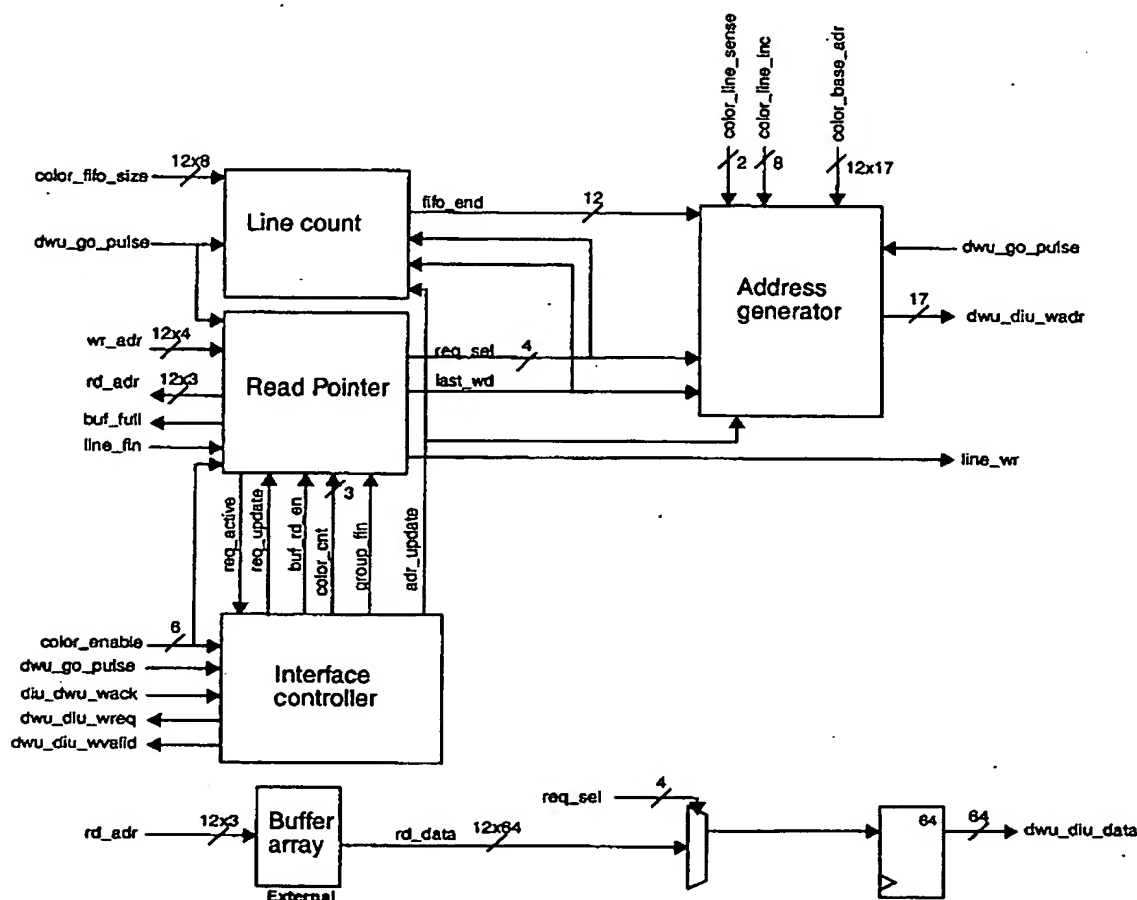 color_line_sense
color_line_inc
color_base_adr
2
8
12x17
color_fifo_size
12x8
Line count
fifo_end
12
dwu_go_pulse
Address
generator
dwu_go_pulse
17
dwu_diu_wadr
wr_adr
12x4
rd_adr
12x3
buf_full
line_fin
Read Pointer
req_sel
4
last_wd
line_wr
req_active
req_update
buf_rd_en
color_cnt
3
group_fin
adr_update
color_enable
6
dwu_go_pulse
diu_dwu_wack
dwu_diu_wreq
dwu_diu_wvalid
Interface
controller
rd_adr
12x3
Buffer
array
External
rd_data
12x64
req_sel
4
64
64
dwu_diu_data